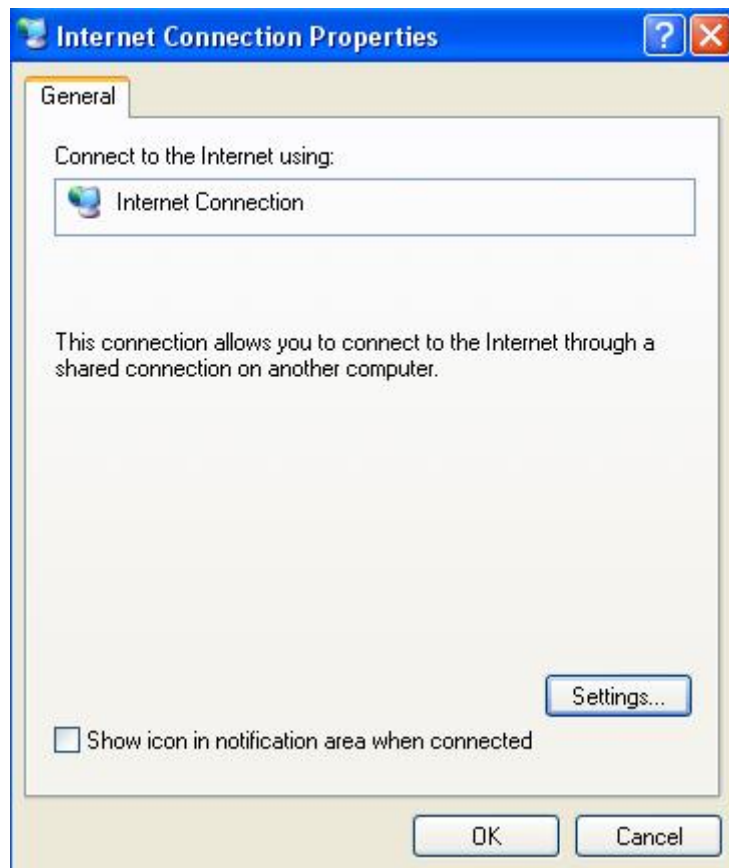 Internet Connection Properties
General
Connect to the Internet using:
Internet Connection
This connection allows you to connect to the Internet through a
shared connection on another computer.
Settings...
Show icon in notification area when connected
OK
Cancel